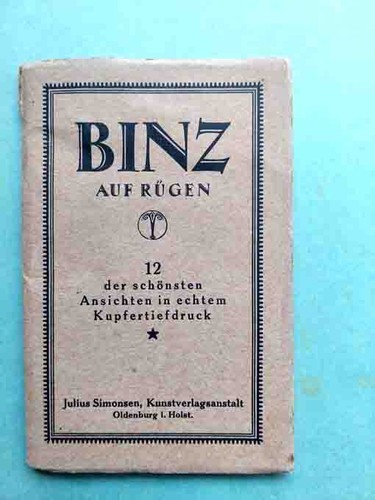 BINZ
AUF RÜGEN
12
der schönsten
Ansichten in echtem
Kupfertiefdruck
Julius Simonsen, Kunstverlagsanstalt
Oldenburg i. Holst.